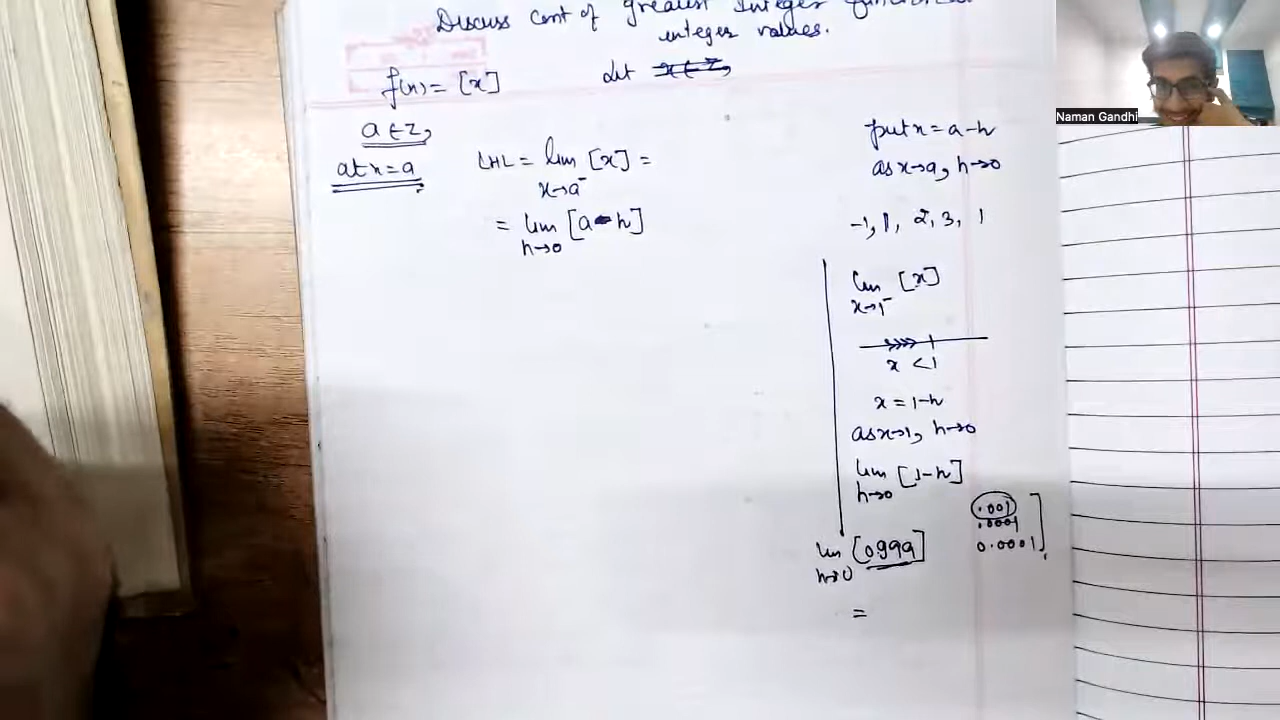 Discuss cont of greatest integer function at
integer values.
f(x) = [x]
Let x ∈ Z,
a ∈ Z,
at x = a
LHL = lim [x] =
x→a⁻
= lim [a - h]
h→0
put x = a - h
as x→a, h→0
-1, 1, 2, 3, 1
lim [x]
x→1⁻
x < 1
x = 1 - h
as x→1, h→0
lim [1 - h]
h→0
.001
.0001
0.0001
lim [0999]
h→0
=
Naman Gandhi